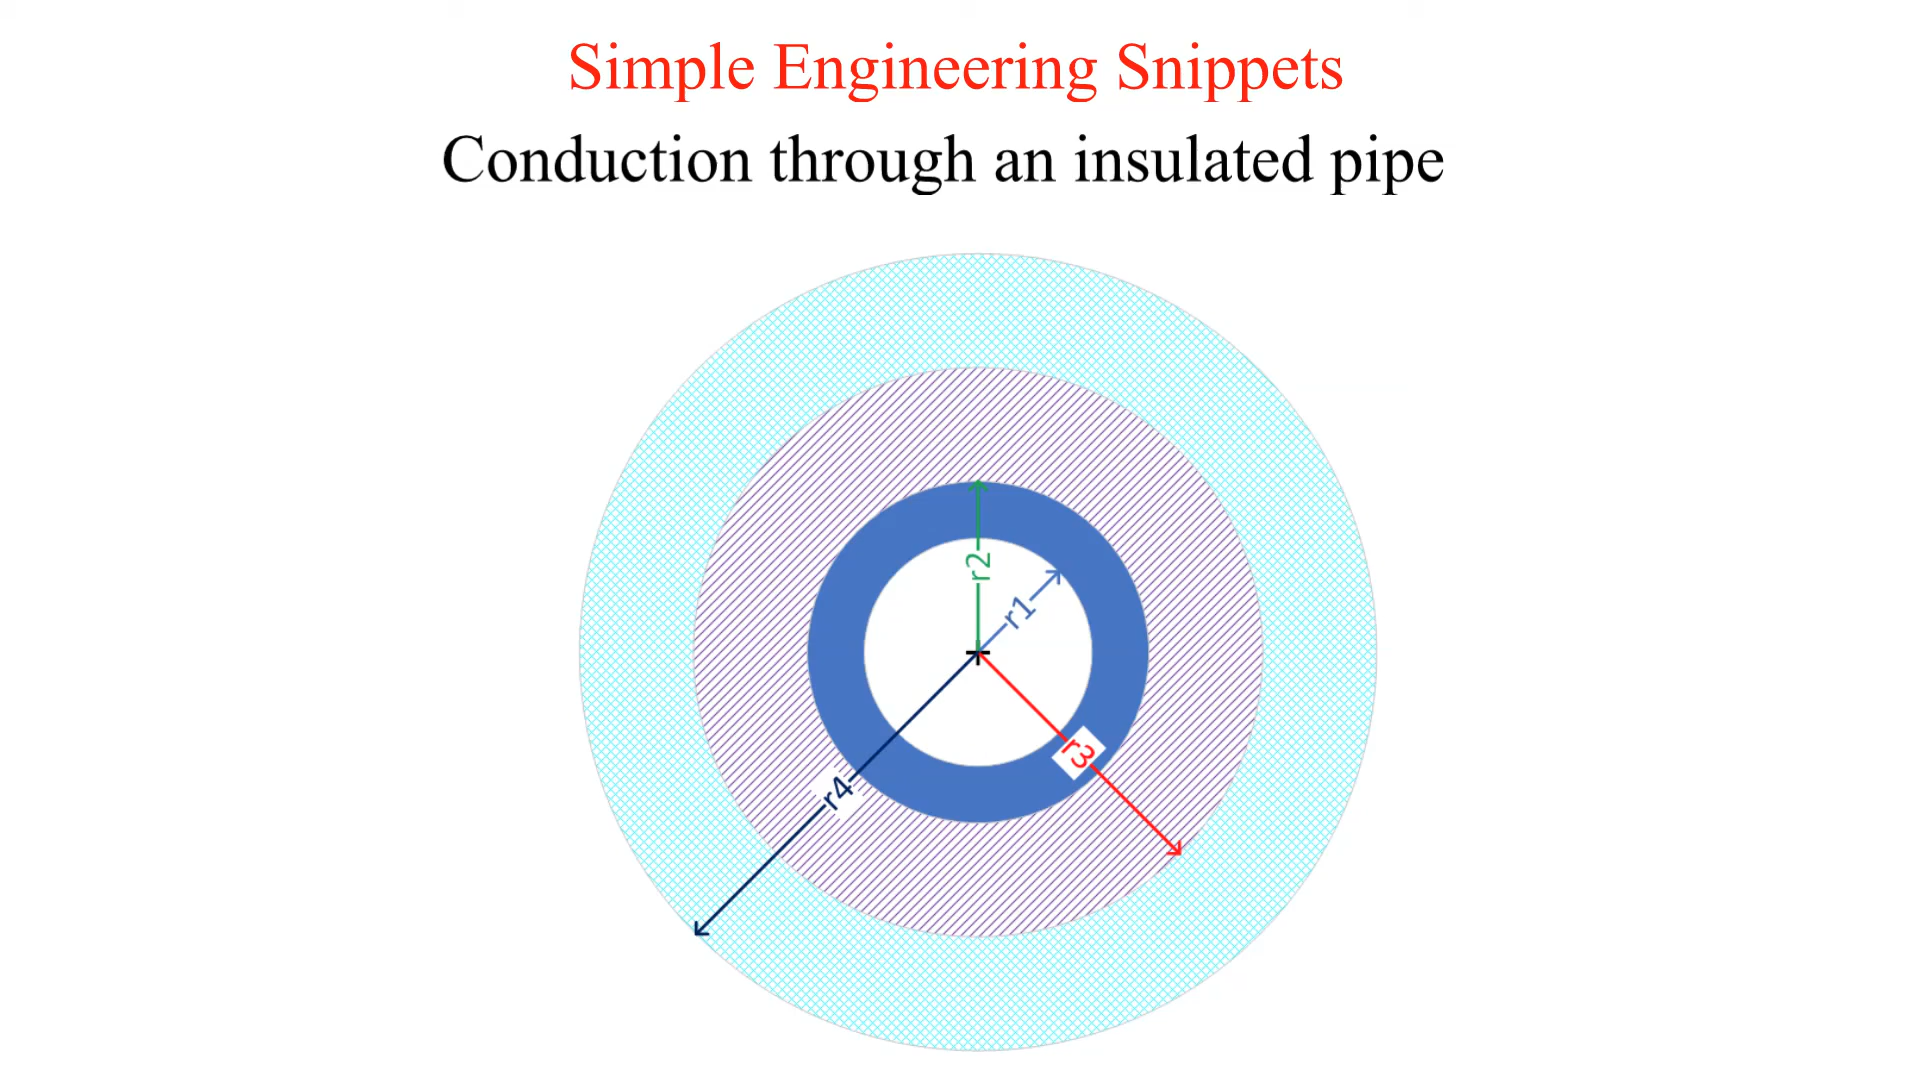 Simple Engineering Snippets
Conduction through an insulated pipe
r2
r1
r3
r4